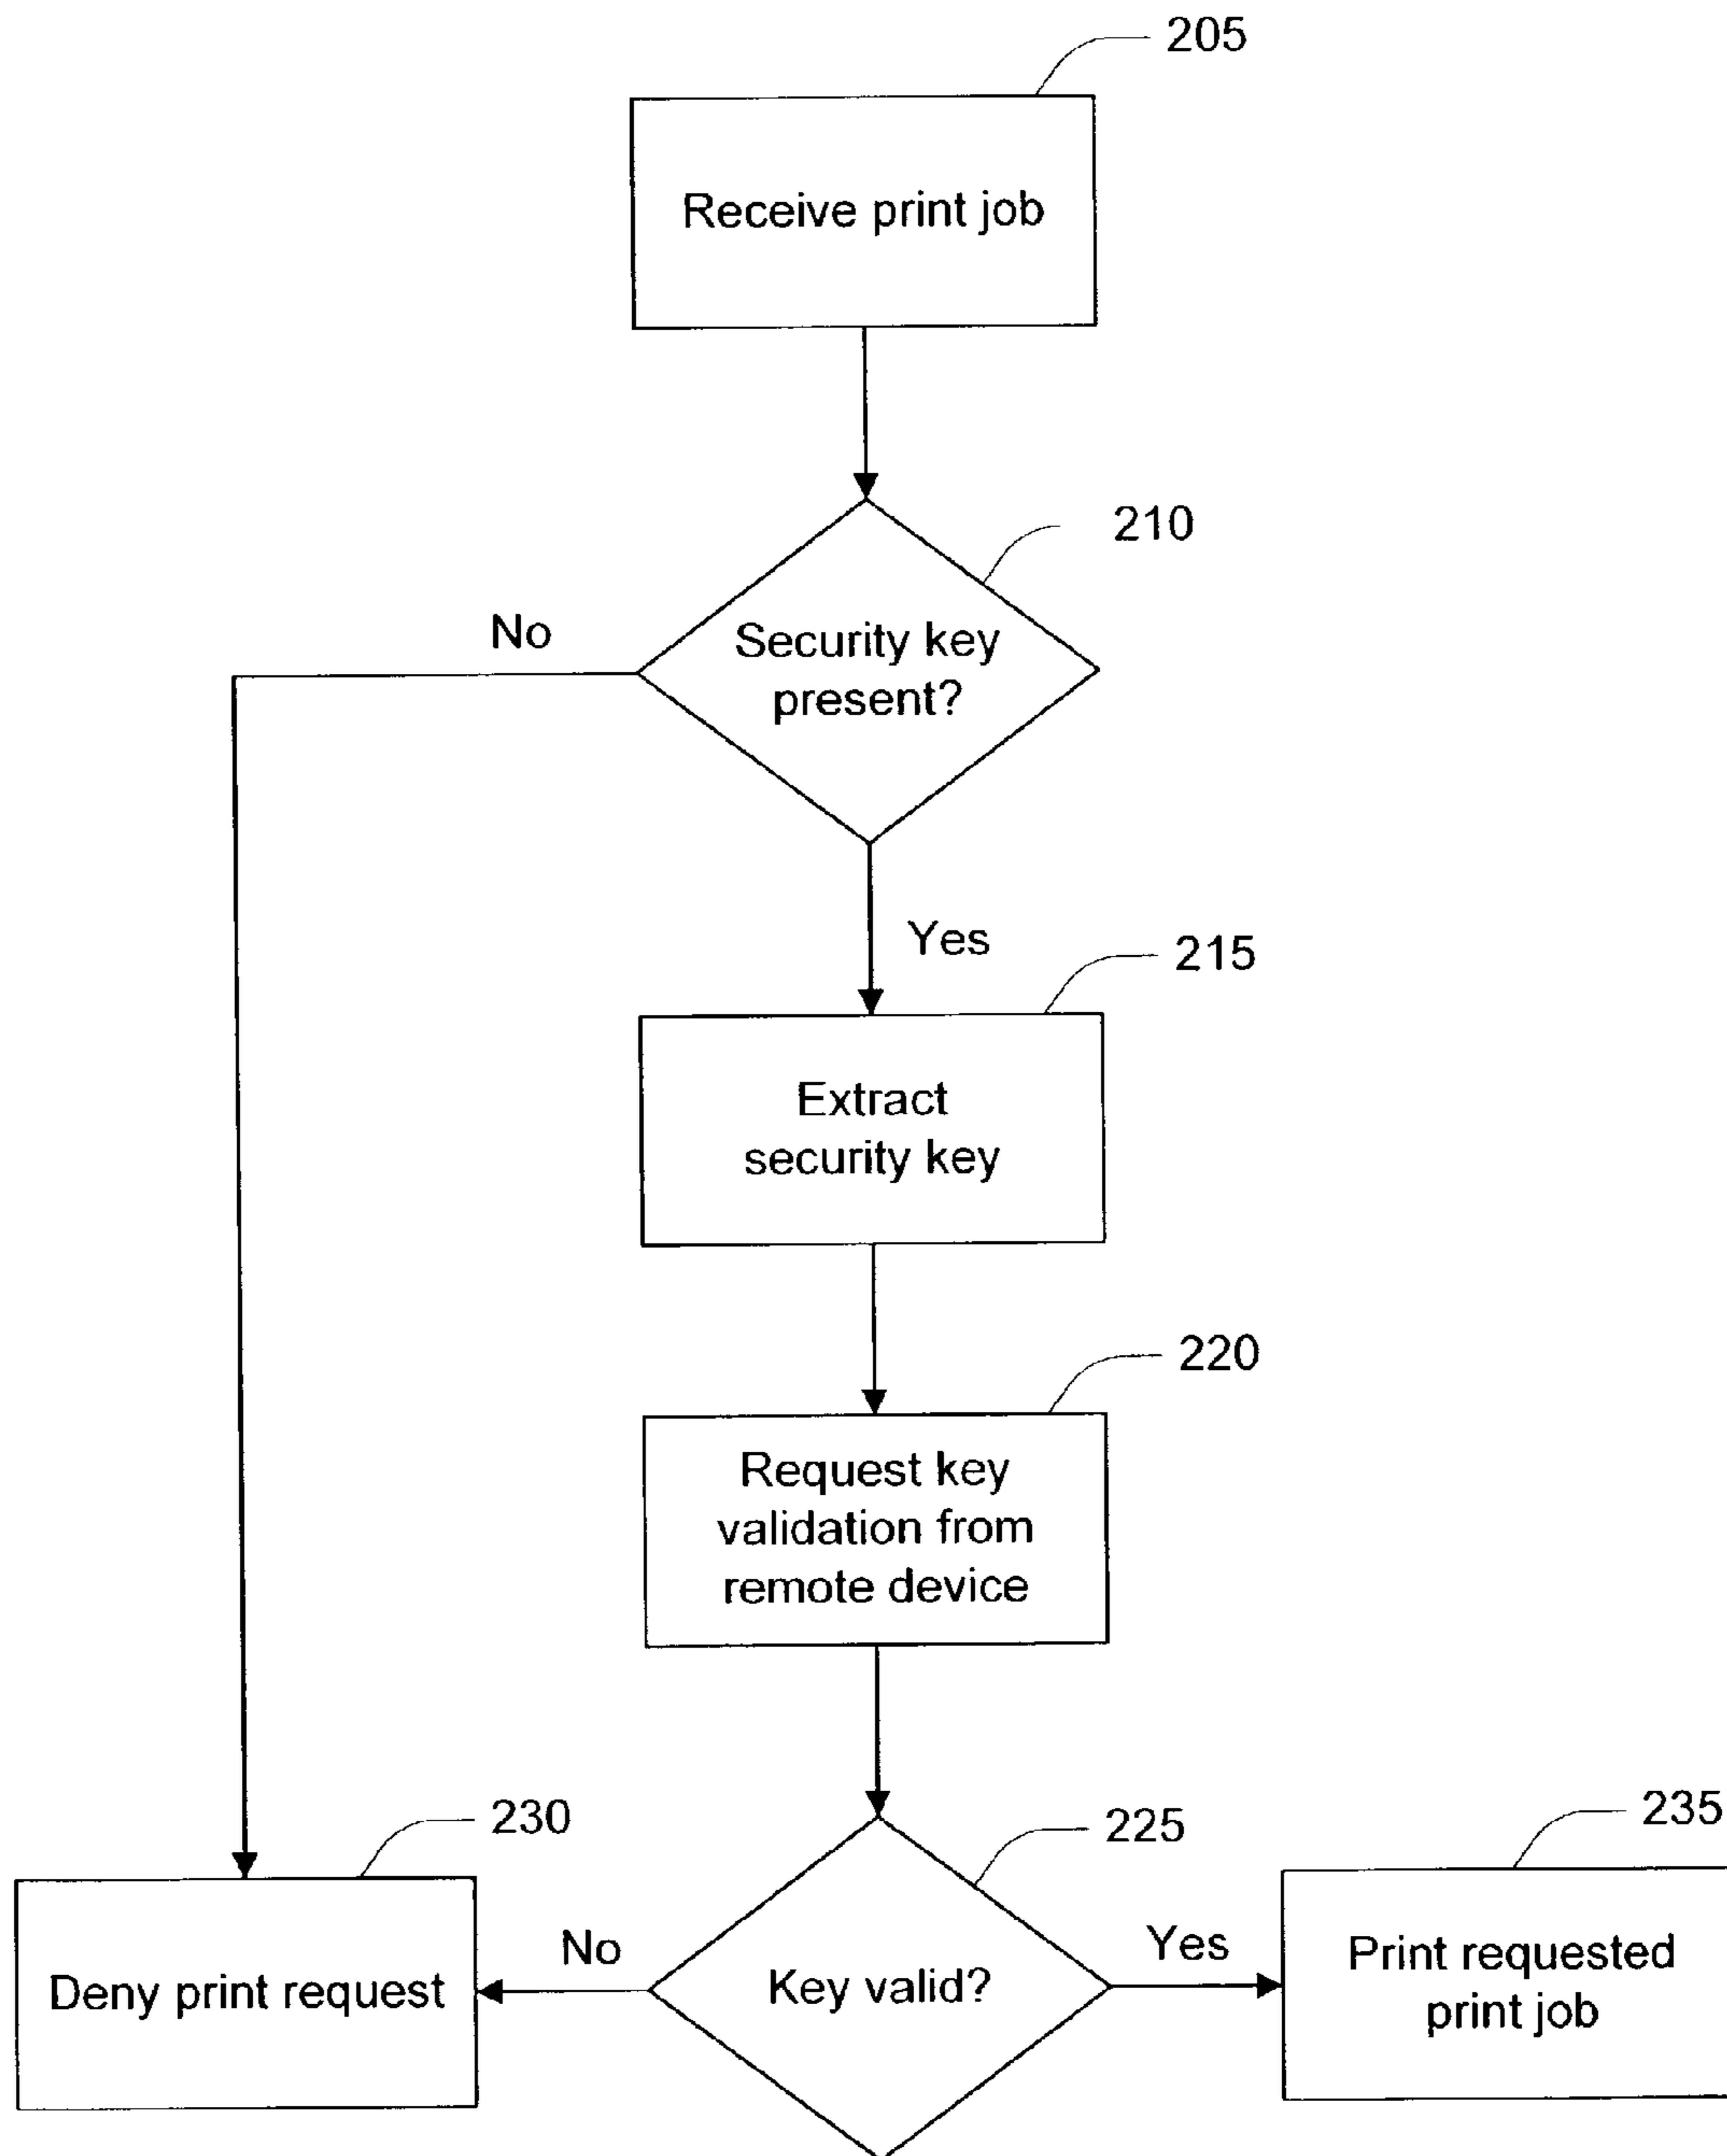 205
Receive print job
210
No
Security key
present?
Yes
215
Extract
security key
220
Request key
validation from
remote device
230
225
235
Deny print request
No
Key valid?
Yes
Print requested
print job